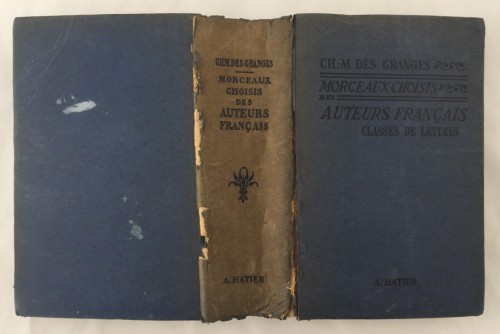 CH.M. DES GRANGES
MORCEAUX
CHOISIS
DES
AUTEURS
FRANÇAIS
A. HATIER
CH.-M. DES GRANGES
MORCEAUX CHOISIS
DES
AUTEURS FRANÇAIS
CLASSES DE LETTRES
A. HATIER